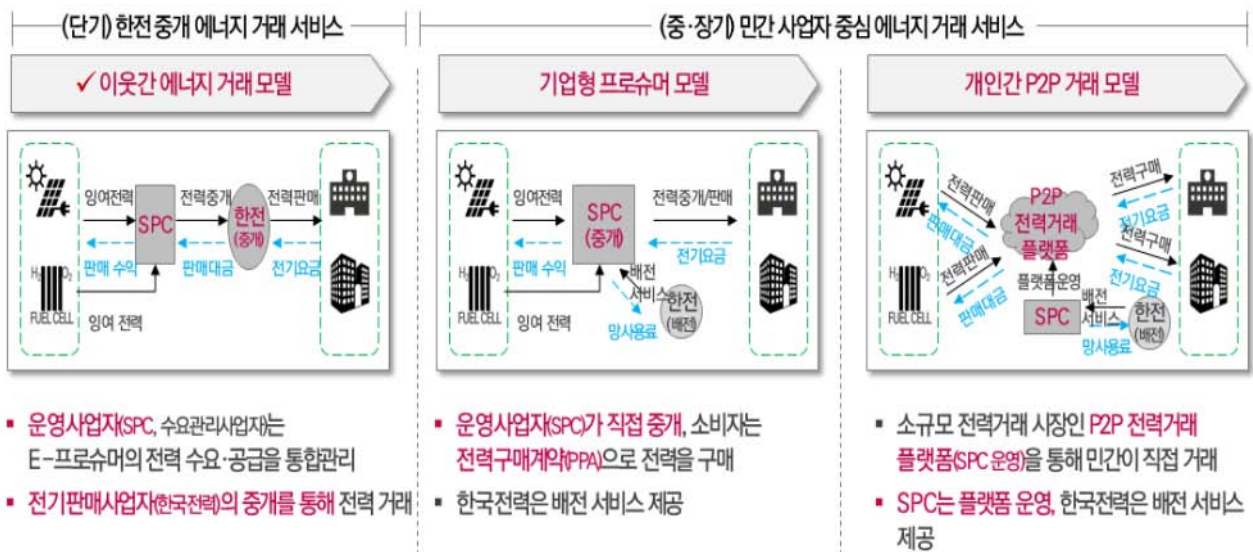 (단기) 한전 중개 에너지 거래 서비스
(중·장기) 민간 사업자 중심 에너지 거래 서비스
✓ 이웃간 에너지 거래 모델
잉여전력
전력중개
전력판매
SPC
한전
(중개)
판매 수익
판매대금
전기요금
H₂ O₂
FUEL CELL
잉여 전력
▪ 운영사업자(SPC, 수요관리사업자)는
E-프로슈머의 전력 수요·공급을 통합관리
▪ 전기판매사업자(한국전력)의 중개를 통해 전력 거래
기업형 프로슈머 모델
잉여전력
전력중개/판매
SPC
(중개)
판매 수익
전기요금
배전
서비스
한전
(배전)
망사용료
H₂ O₂
FUEL CELL
잉여 전력
▪ 운영사업자(SPC)가 직접 중개, 소비자는
전력구매계약(PPA)으로 전력을 구매
▪ 한국전력은 배전 서비스 제공
개인간 P2P 거래 모델
전력판매
판매대금
P2P
전력거래
플랫폼
전력구매
전기요금
전력구매
전기요금
H₂ O₂
FUEL CELL
전력판매
판매대금
플랫폼 운영
SPC
배전
서비스
한전
(배전)
망사용료
▪ 소규모 전력거래 시장인 P2P 전력거래
플랫폼(SPC 운영)을 통해 민간이 직접 거래
▪ SPC는 플랫폼 운영, 한국전력은 배전 서비스
제공